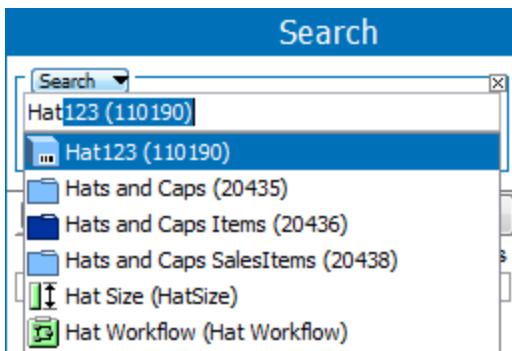 Search
Search
Hat123 (110190)
Hat123 (110190)
Hats and Caps (20435)
Hats and Caps Items (20436)
Hats and Caps SalesItems (20438)
Hat Size (HatSize)
Hat Workflow (Hat Workflow)